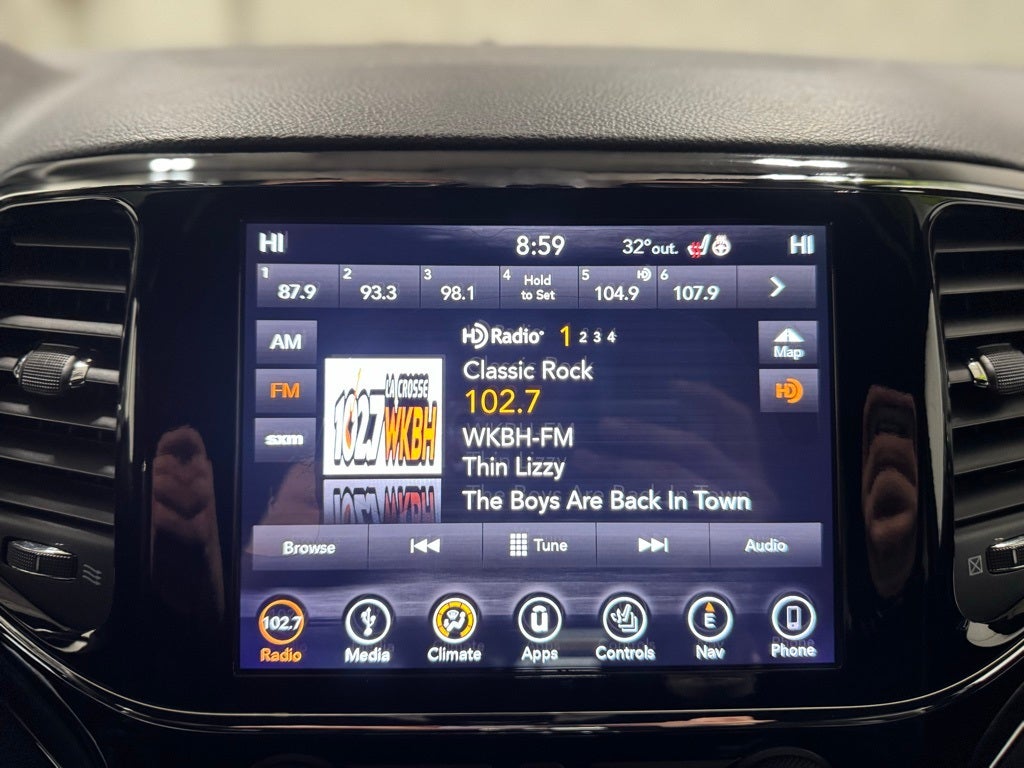 HI 8:59 32°out. HI
1 87.9 2 93.3 3 98.1 4 Hold to Set 5 104.9 HD 6 107.9
AM
FM
sxm
LA CROSSE
102.7 WKBH
HD Radio 1 2 3 4
Classic Rock
102.7
WKBH-FM
Thin Lizzy
The Boys Are Back In Town
Map
HD
Browse Tune Audio
102.7
Radio Media Climate Apps Controls Nav Phone